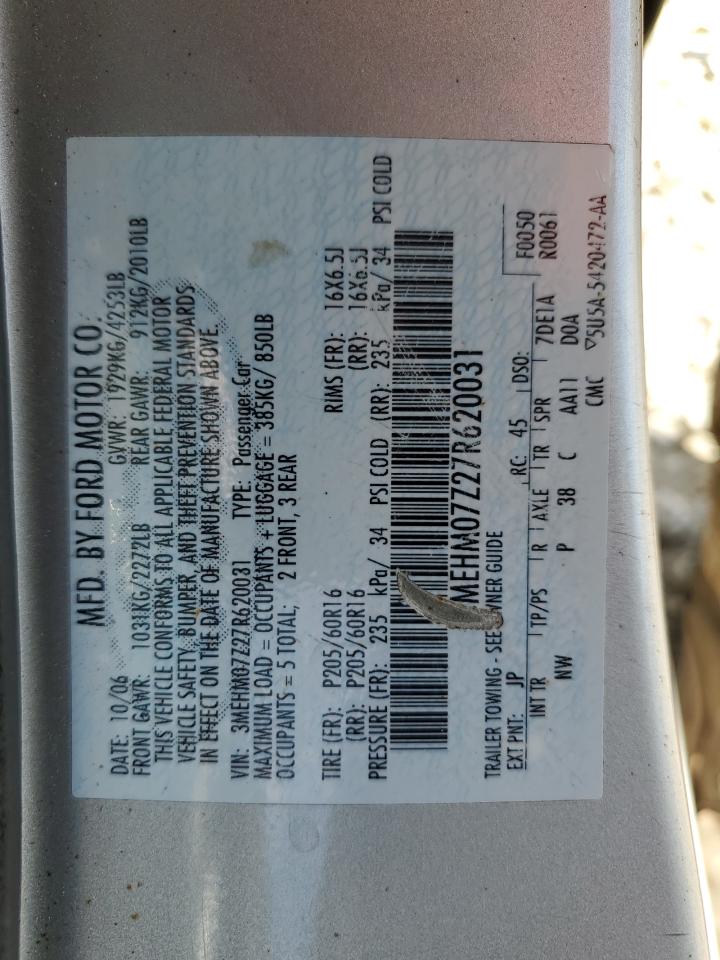 MFD. BY FORD MOTOR CO.
DATE: 10/06 GVWR: 1929KG/4253LB
FRONT GAWR: 1031KG/2272LB REAR GAWR: 912KG/2010LB
THIS VEHICLE CONFORMS TO ALL APPLICABLE FEDERAL MOTOR
VEHICLE SAFETY, BUMPER, AND THEFT PREVENTION STANDARDS
IN EFFECT ON THE DATE OF MANUFACTURE SHOWN ABOVE.
VIN: 3MEHM07Z27R620031 TYPE: Passenger Car
MAXIMUM LOAD = OCCUPANTS + LUGGAGE = 385KG/ 850LB
OCCUPANTS = 5 TOTAL; 2 FRONT, 3 REAR
TIRE (FR): P205/60R16 RIMS (FR): 16X6.5J
(RR): P205/60R16 (RR): 16X6.5J
PRESSURE (FR): 235 kPa/ 34 PSI COLD (RR): 235 kPa/ 34 PSI COLD
MEHM07Z27R620031
TRAILER TOWING - SEE GUIDE
EXT PNT: JP RC: 45 DSO: F0050
INT TR TP/PS R AXLE TR SPR 7DE1A R0061
NW P 38 C AA11 D0A
CMC 5U5A-5420472-AA